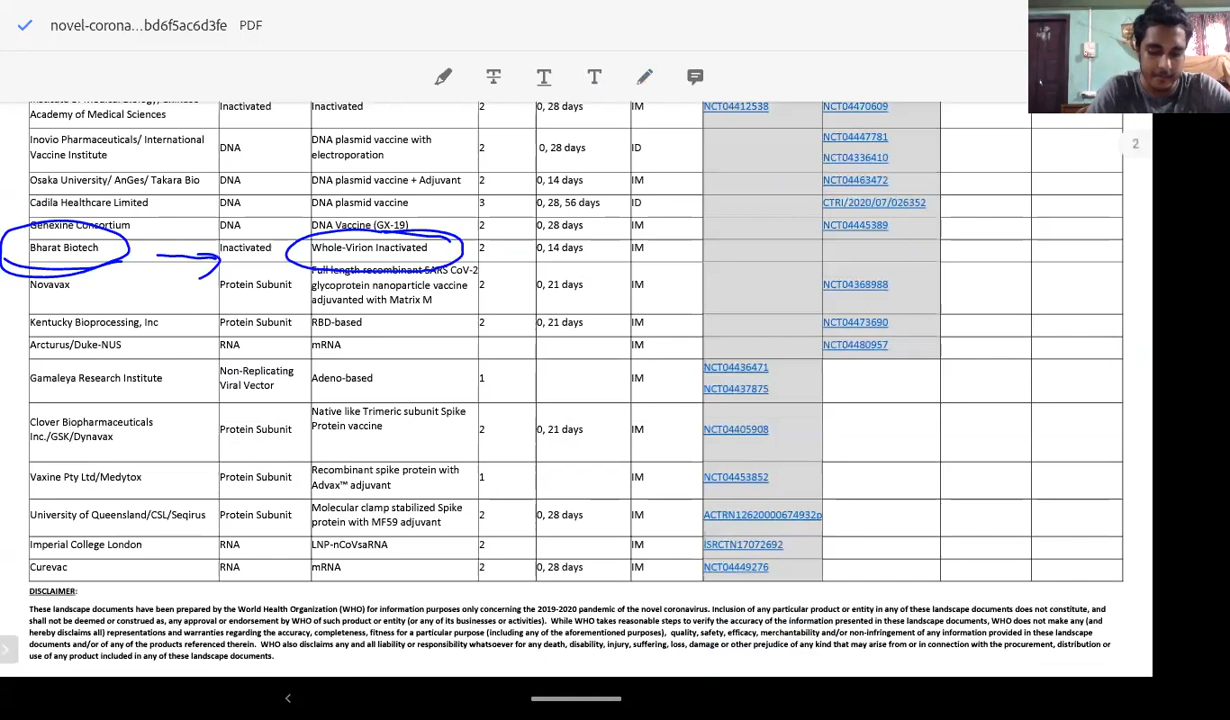 novel-corona...bd6f5ac6d3fe PDF
2
Academy of Medical Sciences Inactivated Inactivated 2 0, 28 days IM NCT04412538 NCT04470609
Inovio Pharmaceuticals/ International Vaccine Institute DNA DNA plasmid vaccine with electroporation 2 0, 28 days ID NCT04447781 NCT04336410
Osaka University/ AnGes/ Takara Bio DNA DNA plasmid vaccine + Adjuvant 2 0, 14 days IM NCT04463472
Cadila Healthcare Limited DNA DNA plasmid vaccine 3 0, 28, 56 days ID CTRI/2020/07/026352
Genexine Consortium DNA DNA Vaccine (GX-19) 2 0, 28 days IM NCT04445389
Bharat Biotech Inactivated Whole-Virion Inactivated 2 0, 14 days IM
Novavax Protein Subunit Full length recombinant SARS CoV-2 glycoprotein nanoparticle vaccine adjuvanted with Matrix M 2 0, 21 days IM NCT04368988
Kentucky Bioprocessing, Inc Protein Subunit RBD-based 2 0, 21 days IM NCT04473690
Arcturus/Duke-NUS RNA mRNA IM NCT04480957
Gamaleya Research Institute Non-Replicating Viral Vector Adeno-based 1 IM NCT04436471 NCT04437875
Clover Biopharmaceuticals Inc./GSK/Dynavax Protein Subunit Native like Trimeric subunit Spike Protein vaccine 2 0, 21 days IM NCT04405908
Vaxine Pty Ltd/Medytox Protein Subunit Recombinant spike protein with Advax™ adjuvant 1 IM NCT04453852
University of Queensland/CSL/Seqirus Protein Subunit Molecular clamp stabilized Spike protein with MF59 adjuvant 2 0, 28 days IM ACTRN12620000674932p
Imperial College London RNA LNP-nCoVsaRNA 2 IM ISRCTN17072692
Curevac RNA mRNA 2 0, 28 days IM NCT04449276
DISCLAIMER:
These landscape documents have been prepared by the World Health Organization (WHO) for information purposes only concerning the 2019-2020 pandemic of the novel coronavirus. Inclusion of any particular product or entity in any of these landscape documents does not constitute, and
shall not be deemed or construed as, any approval or endorsement by WHO of such product or entity (or any of its businesses or activities). While WHO takes reasonable steps to verify the accuracy of the information presented in these landscape documents, WHO does not make any (and
hereby disclaims all) representations and warranties regarding the accuracy, completeness, fitness for a particular purpose (including any of the aforementioned purposes), quality, safety, efficacy, merchantability and/or non-infringement of any information provided in these landscape
documents and/or of any of the products referenced therein. WHO also disclaims any and all liability or responsibility whatsoever for any death, disability, injury, suffering, loss, damage or other prejudice of any kind that may arise from or in connection with the procurement, distribution or
use of any product included in any of these landscape documents.